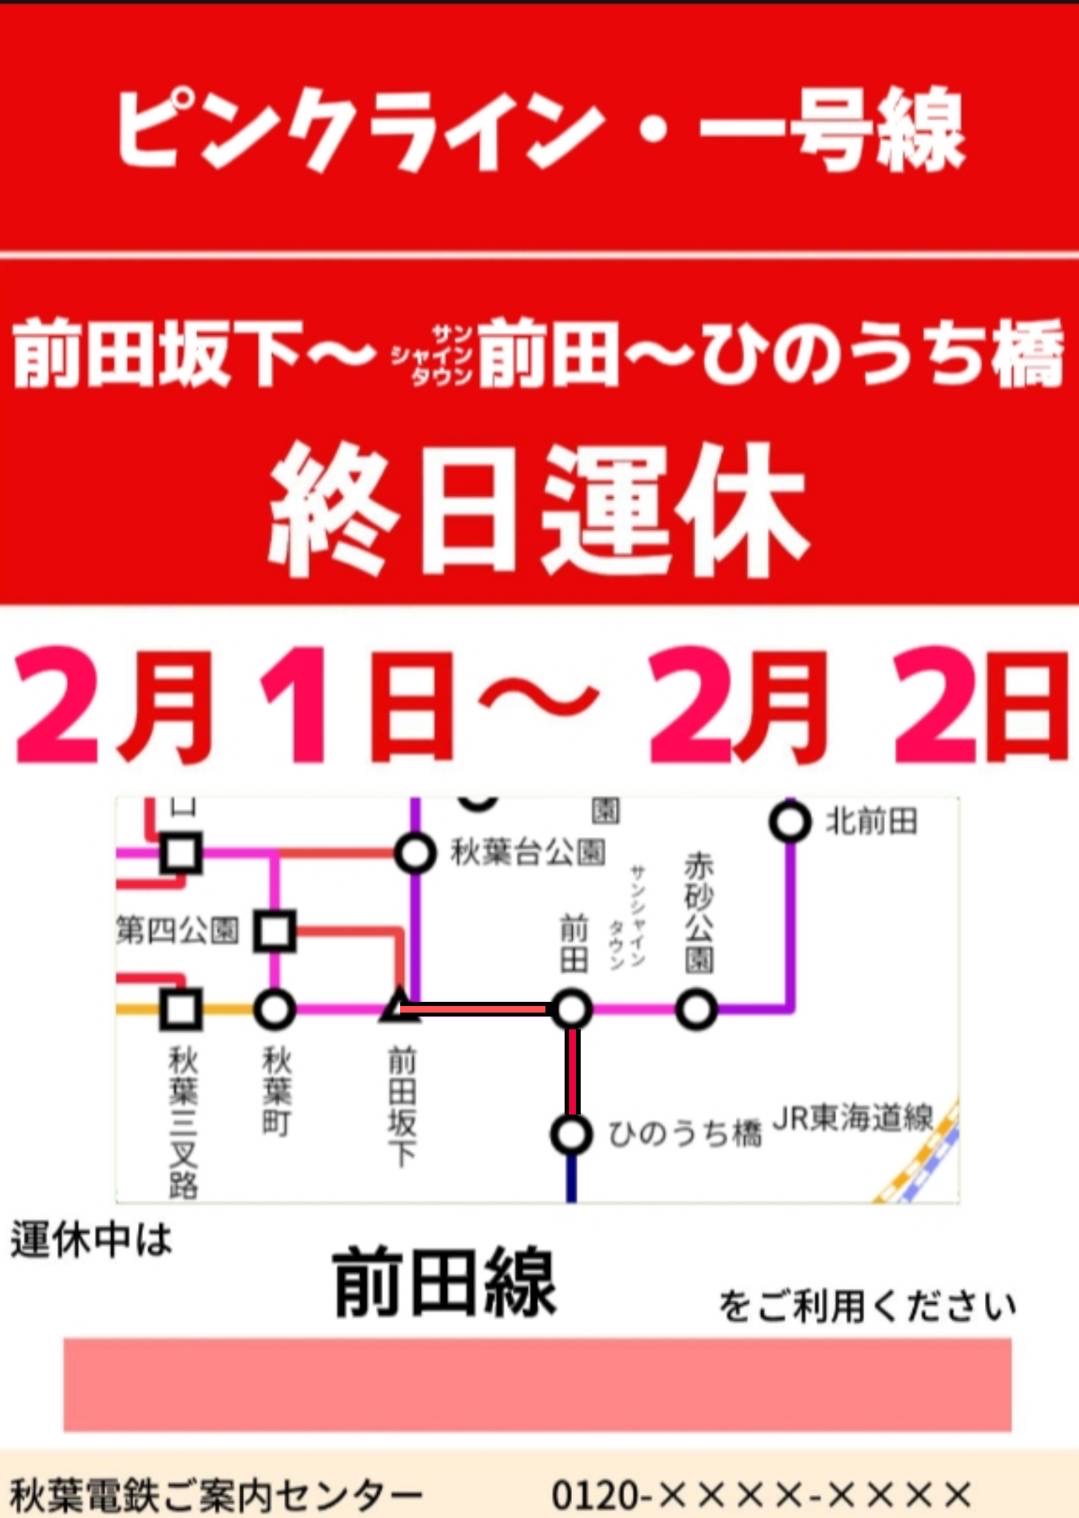 ピンクライン・一号線
前田坂下〜サンシャインタウン前田〜ひのうち橋
終日運休
2月1日〜2月2日
口
園
北前田
秋葉台公園
サンシャイン
タウン
前田
赤砂公園
第四公園
秋葉三叉路
秋葉町
前田坂下
ひのうち橋
JR東海道線
運休中は
前田線
をご利用ください
秋葉電鉄ご案内センター 0120-××××-××××